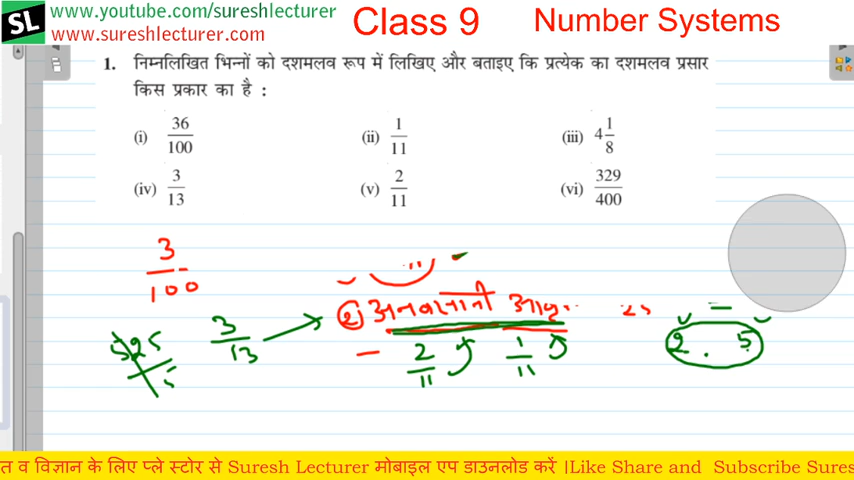 SL www.youtube.com/sureshlecturer
www.sureshlecturer.com
Class 9 Number Systems
1. निम्नलिखित भिन्नों को दशमलव रूप में लिखिए और बताइए कि प्रत्येक का दशमलव प्रसार
किस प्रकार का है :
(i) 36/100 (ii) 1/11 (iii) 4 1/8
(iv) 3/13 (v) 2/11 (vi) 329/400
3/100
3/13 2/11 1/11 2 . 5
त व विज्ञान के लिए प्ले स्टोर से Suresh Lecturer मोबाइल एप डाउनलोड करें ।Like Share and Subscribe Sures